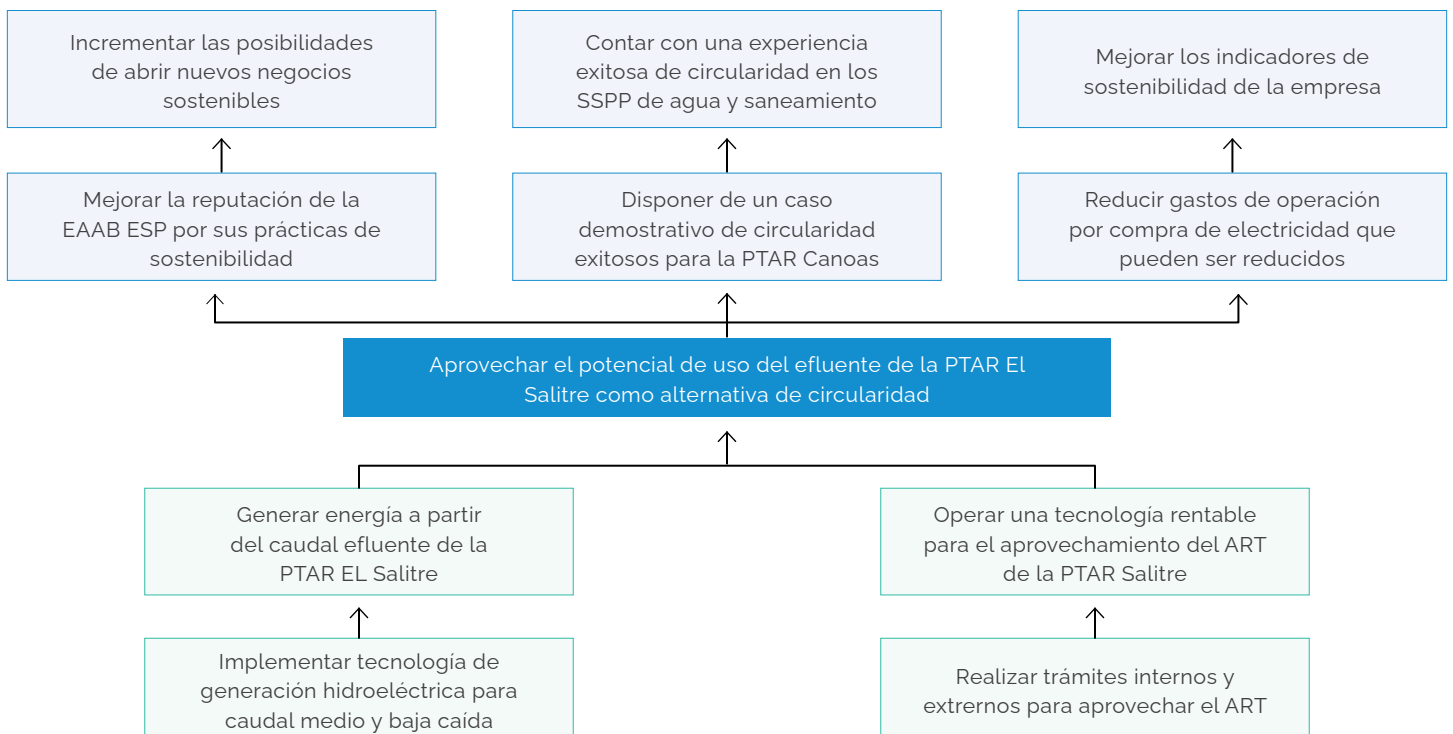 Incrementar las posibilidades
de abrir nuevos negocios
sostenibles
Contar con una experiencia
exitosa de circularidad en los
SSPP de agua y saneamiento
Mejorar los indicadores de
sostenibilidad de la empresa
Mejorar la reputación de la
EAAB ESP por sus prácticas de
sostenibilidad
Disponer de un caso
demostrativo de circularidad
exitosos para la PTAR Canoas
Reducir gastos de operación
por compra de electricidad que
pueden ser reducidos
Aprovechar el potencial de uso del efluente de la PTAR El
Salitre como alternativa de circularidad
Generar energía a partir
del caudal efluente de la
PTAR EL Salitre
Operar una tecnología rentable
para el aprovechamiento del ART
de la PTAR Salitre
Implementar tecnología de
generación hidroeléctrica para
caudal medio y baja caída
Realizar trámites internos y
extrernos para aprovechar el ART